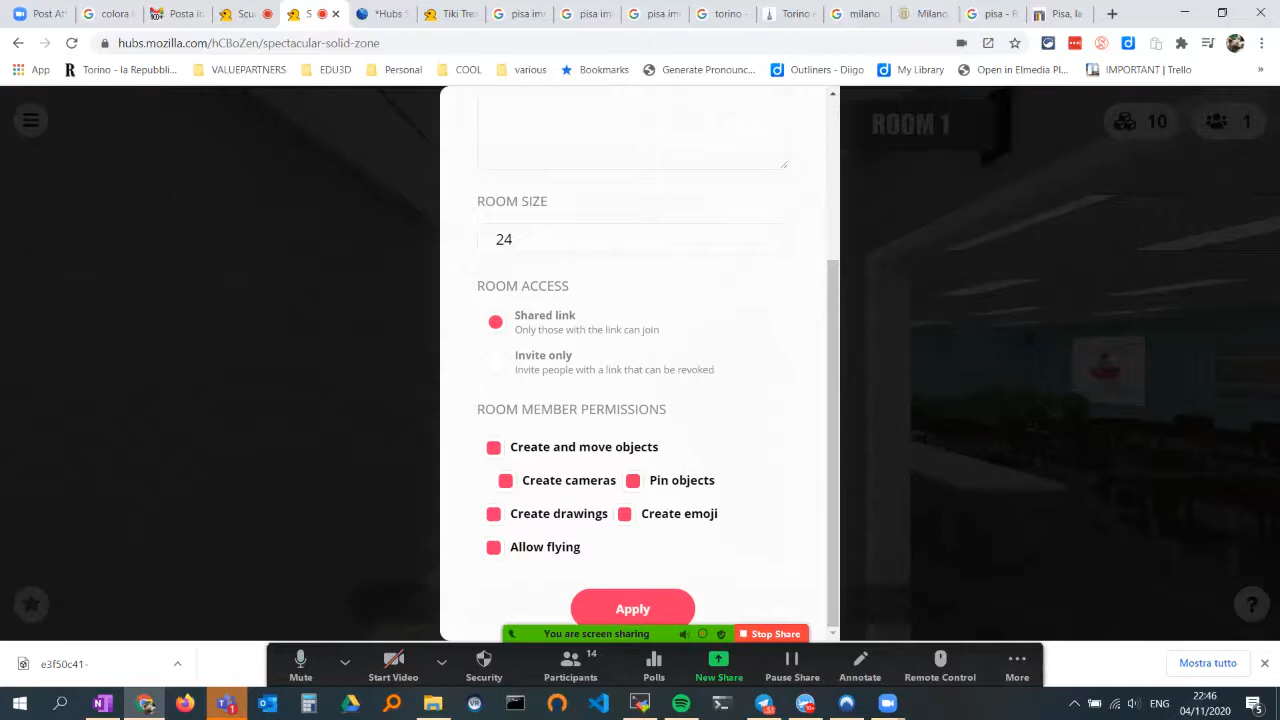 Post At
colora l
Posta in
Scu
S
*Hubs S
Tiki Tre
pisa im
pisa im
pisa im
torino -
Torino r
milano
Milano
pisa - R
Pisa, le
hubs.mozilla.com/hCBoZen/spectacular-solid-zone
App
Torino - la Repubbli...
VALUEPARTNERS
EDU3D
Personal
COOL
various
Bookmarks
Generate Pronounc...
Outliners - Diigo
My Library
Open in Elmedia Pl...
IMPORTANT | Trello
»
ROOM 1
10
1
ROOM SIZE
24
ROOM ACCESS
Shared link
Only those with the link can join
Invite only
Invite people with a link that can be revoked
ROOM MEMBER PERMISSIONS
Create and move objects
Create cameras
Pin objects
Create drawings
Create emoji
Allow flying
Apply
?
You are screen sharing
Stop Share
e3f50c41-
14
Mute
Start Video
Security
Participants
Polls
New Share
Pause Share
Annotate
Remote Control
More
Mostra tutto
ENG
22:46
04/11/2020
5